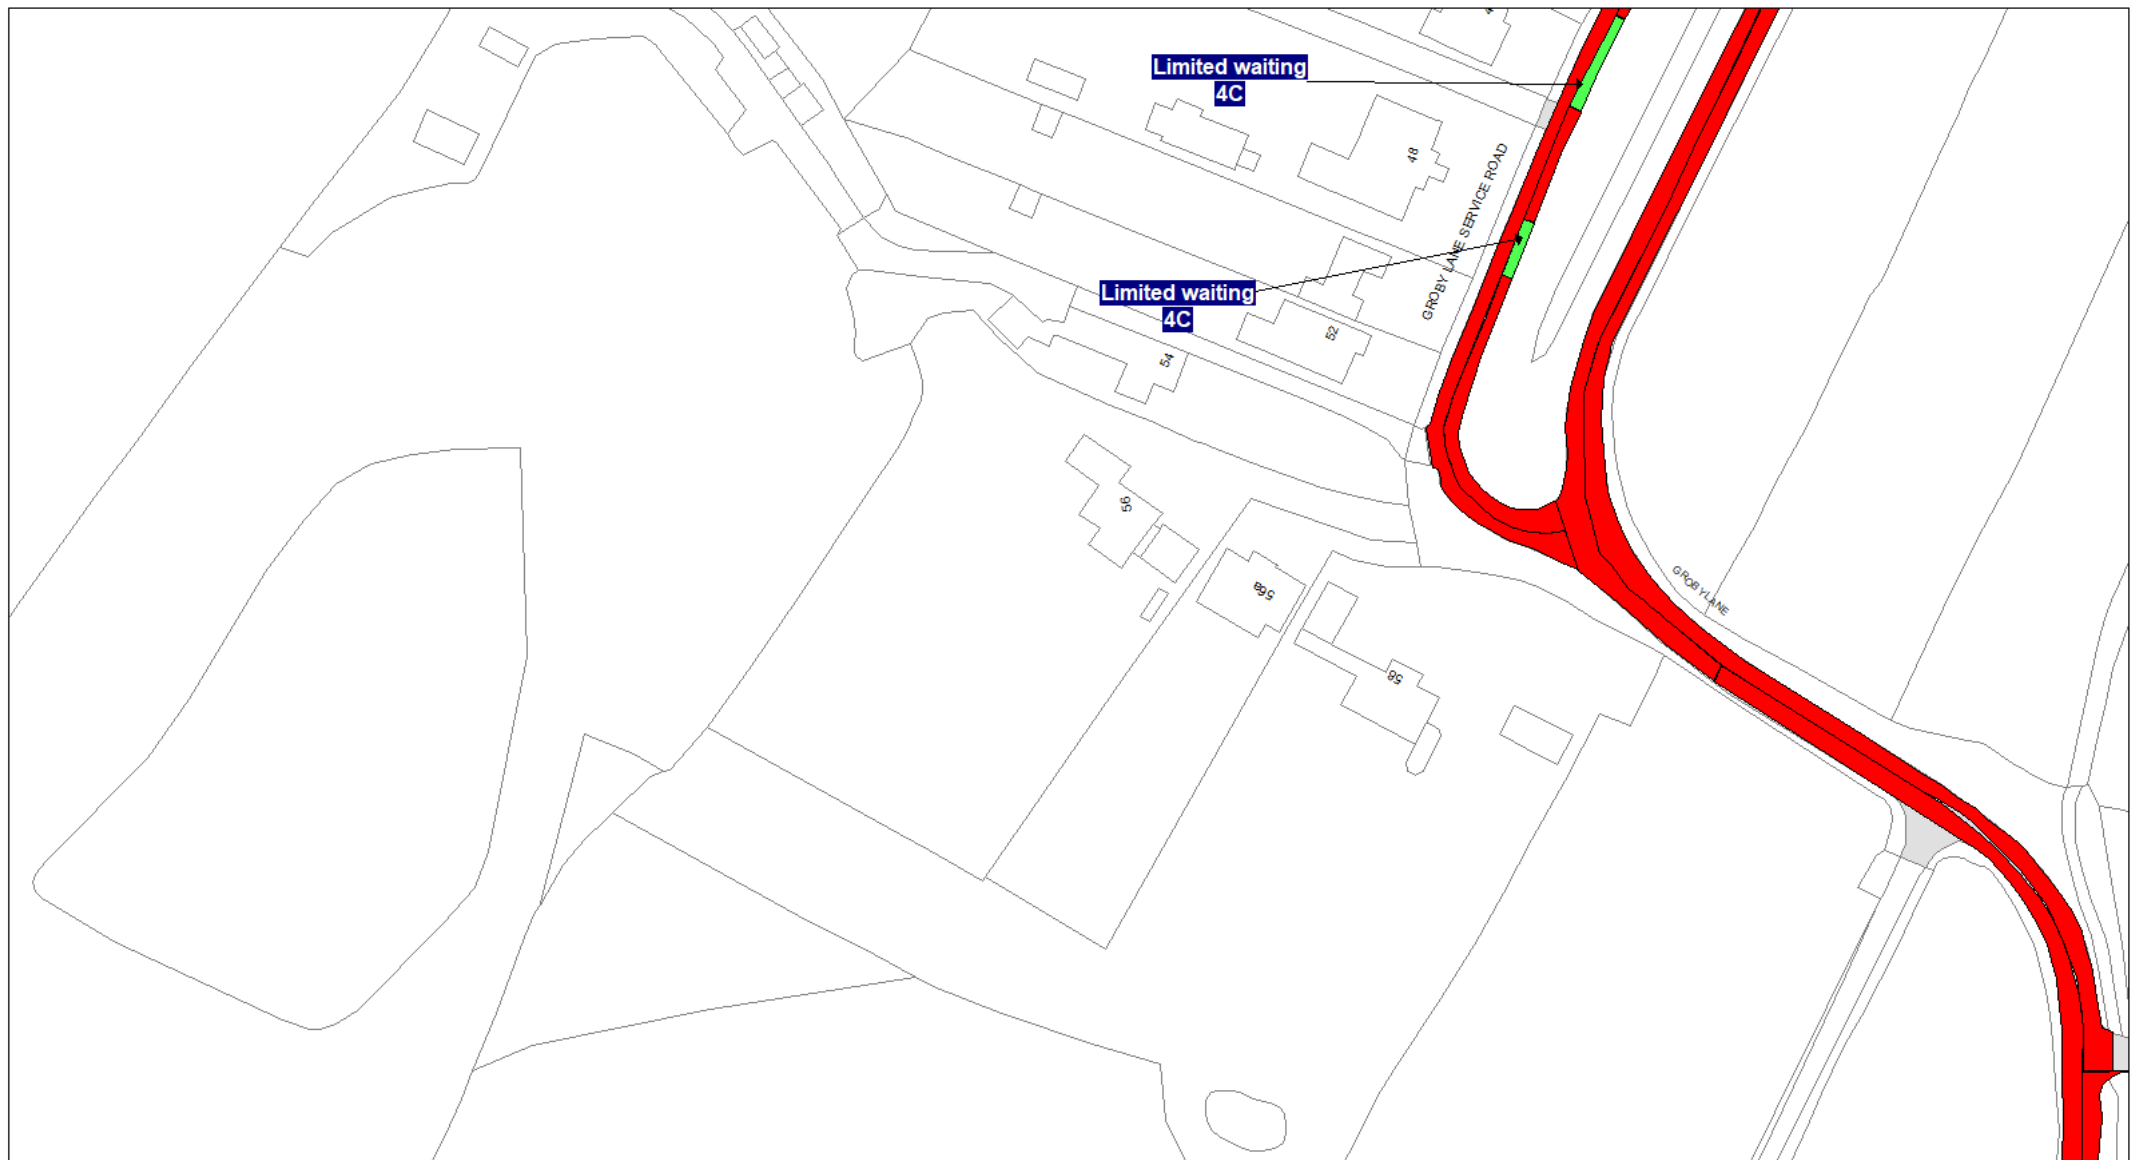 Limited waiting
4C
48
GROBY LANE SERVICE ROAD
Limited waiting
4C
52
54
56
56a
58
GROBY LANE